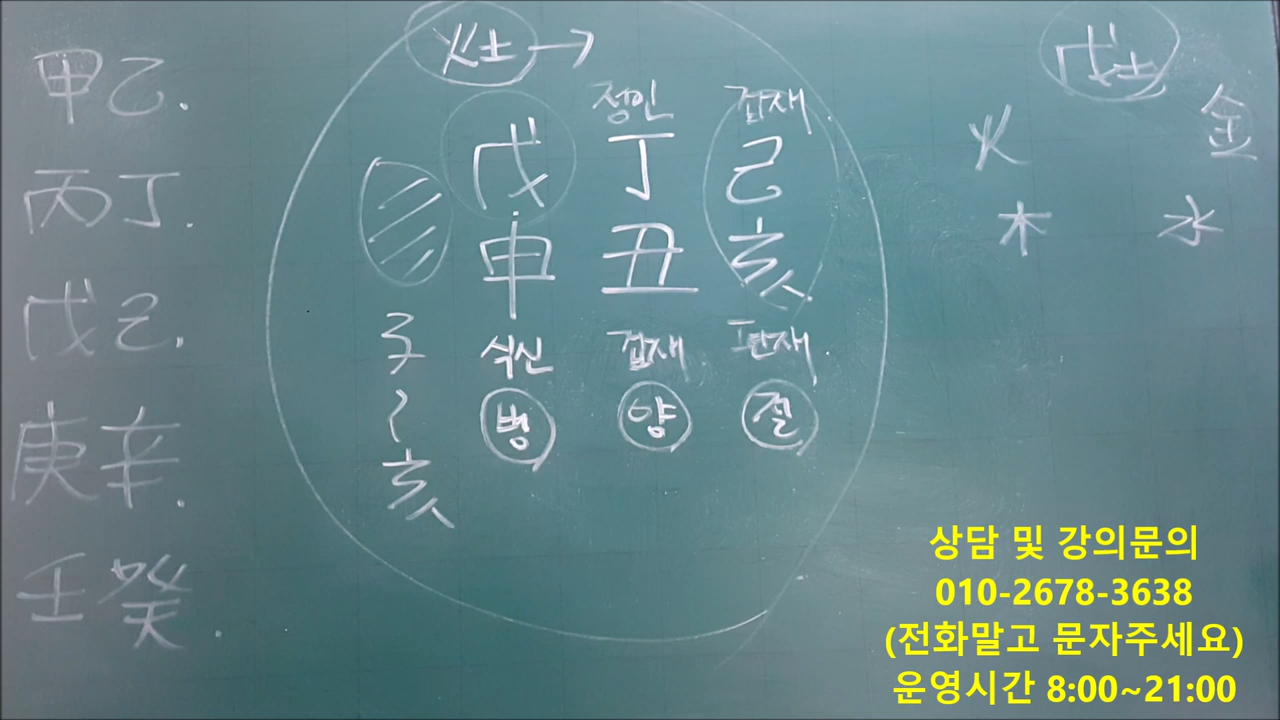 甲乙.
丙丁.
戊己.
庚辛.
壬癸.
火土→
정인 겁재
戊 丁 己
申 丑 亥
식신 겁재 편재
병 양 절
子
~
亥
戊土
火 金
木 水
상담 및 강의문의
010-2678-3638
(전화말고 문자주세요)
운영시간 8:00~21:00